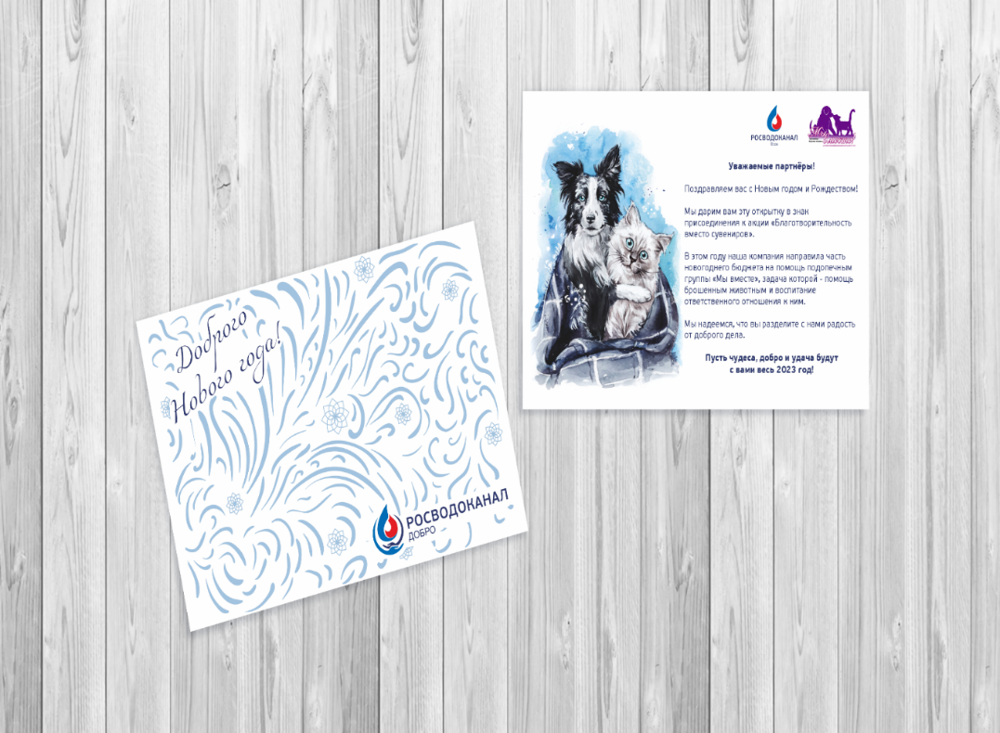 Доброго
Нового года!
РОСВОДОКАНАЛ
ДОБРО
РОСВОДОКАНАЛ
Уважаемые партнёры!
Поздравляем вас с Новым годом и Рождеством!
Мы дарим вам эту открытку в знак
присоединения к акции «Благотворительность
вместо сувениров».
В этом году наша компания направила часть
новогоднего бюджета на помощь подопечным
группы «Мы вместе», задача которой - помощь
брошенным животным и воспитание
ответственного отношения к ним.
Мы надеемся, что вы разделите с нами радость
от доброго дела.
Пусть чудеса, добро и удача будут
с вами весь 2023 год!